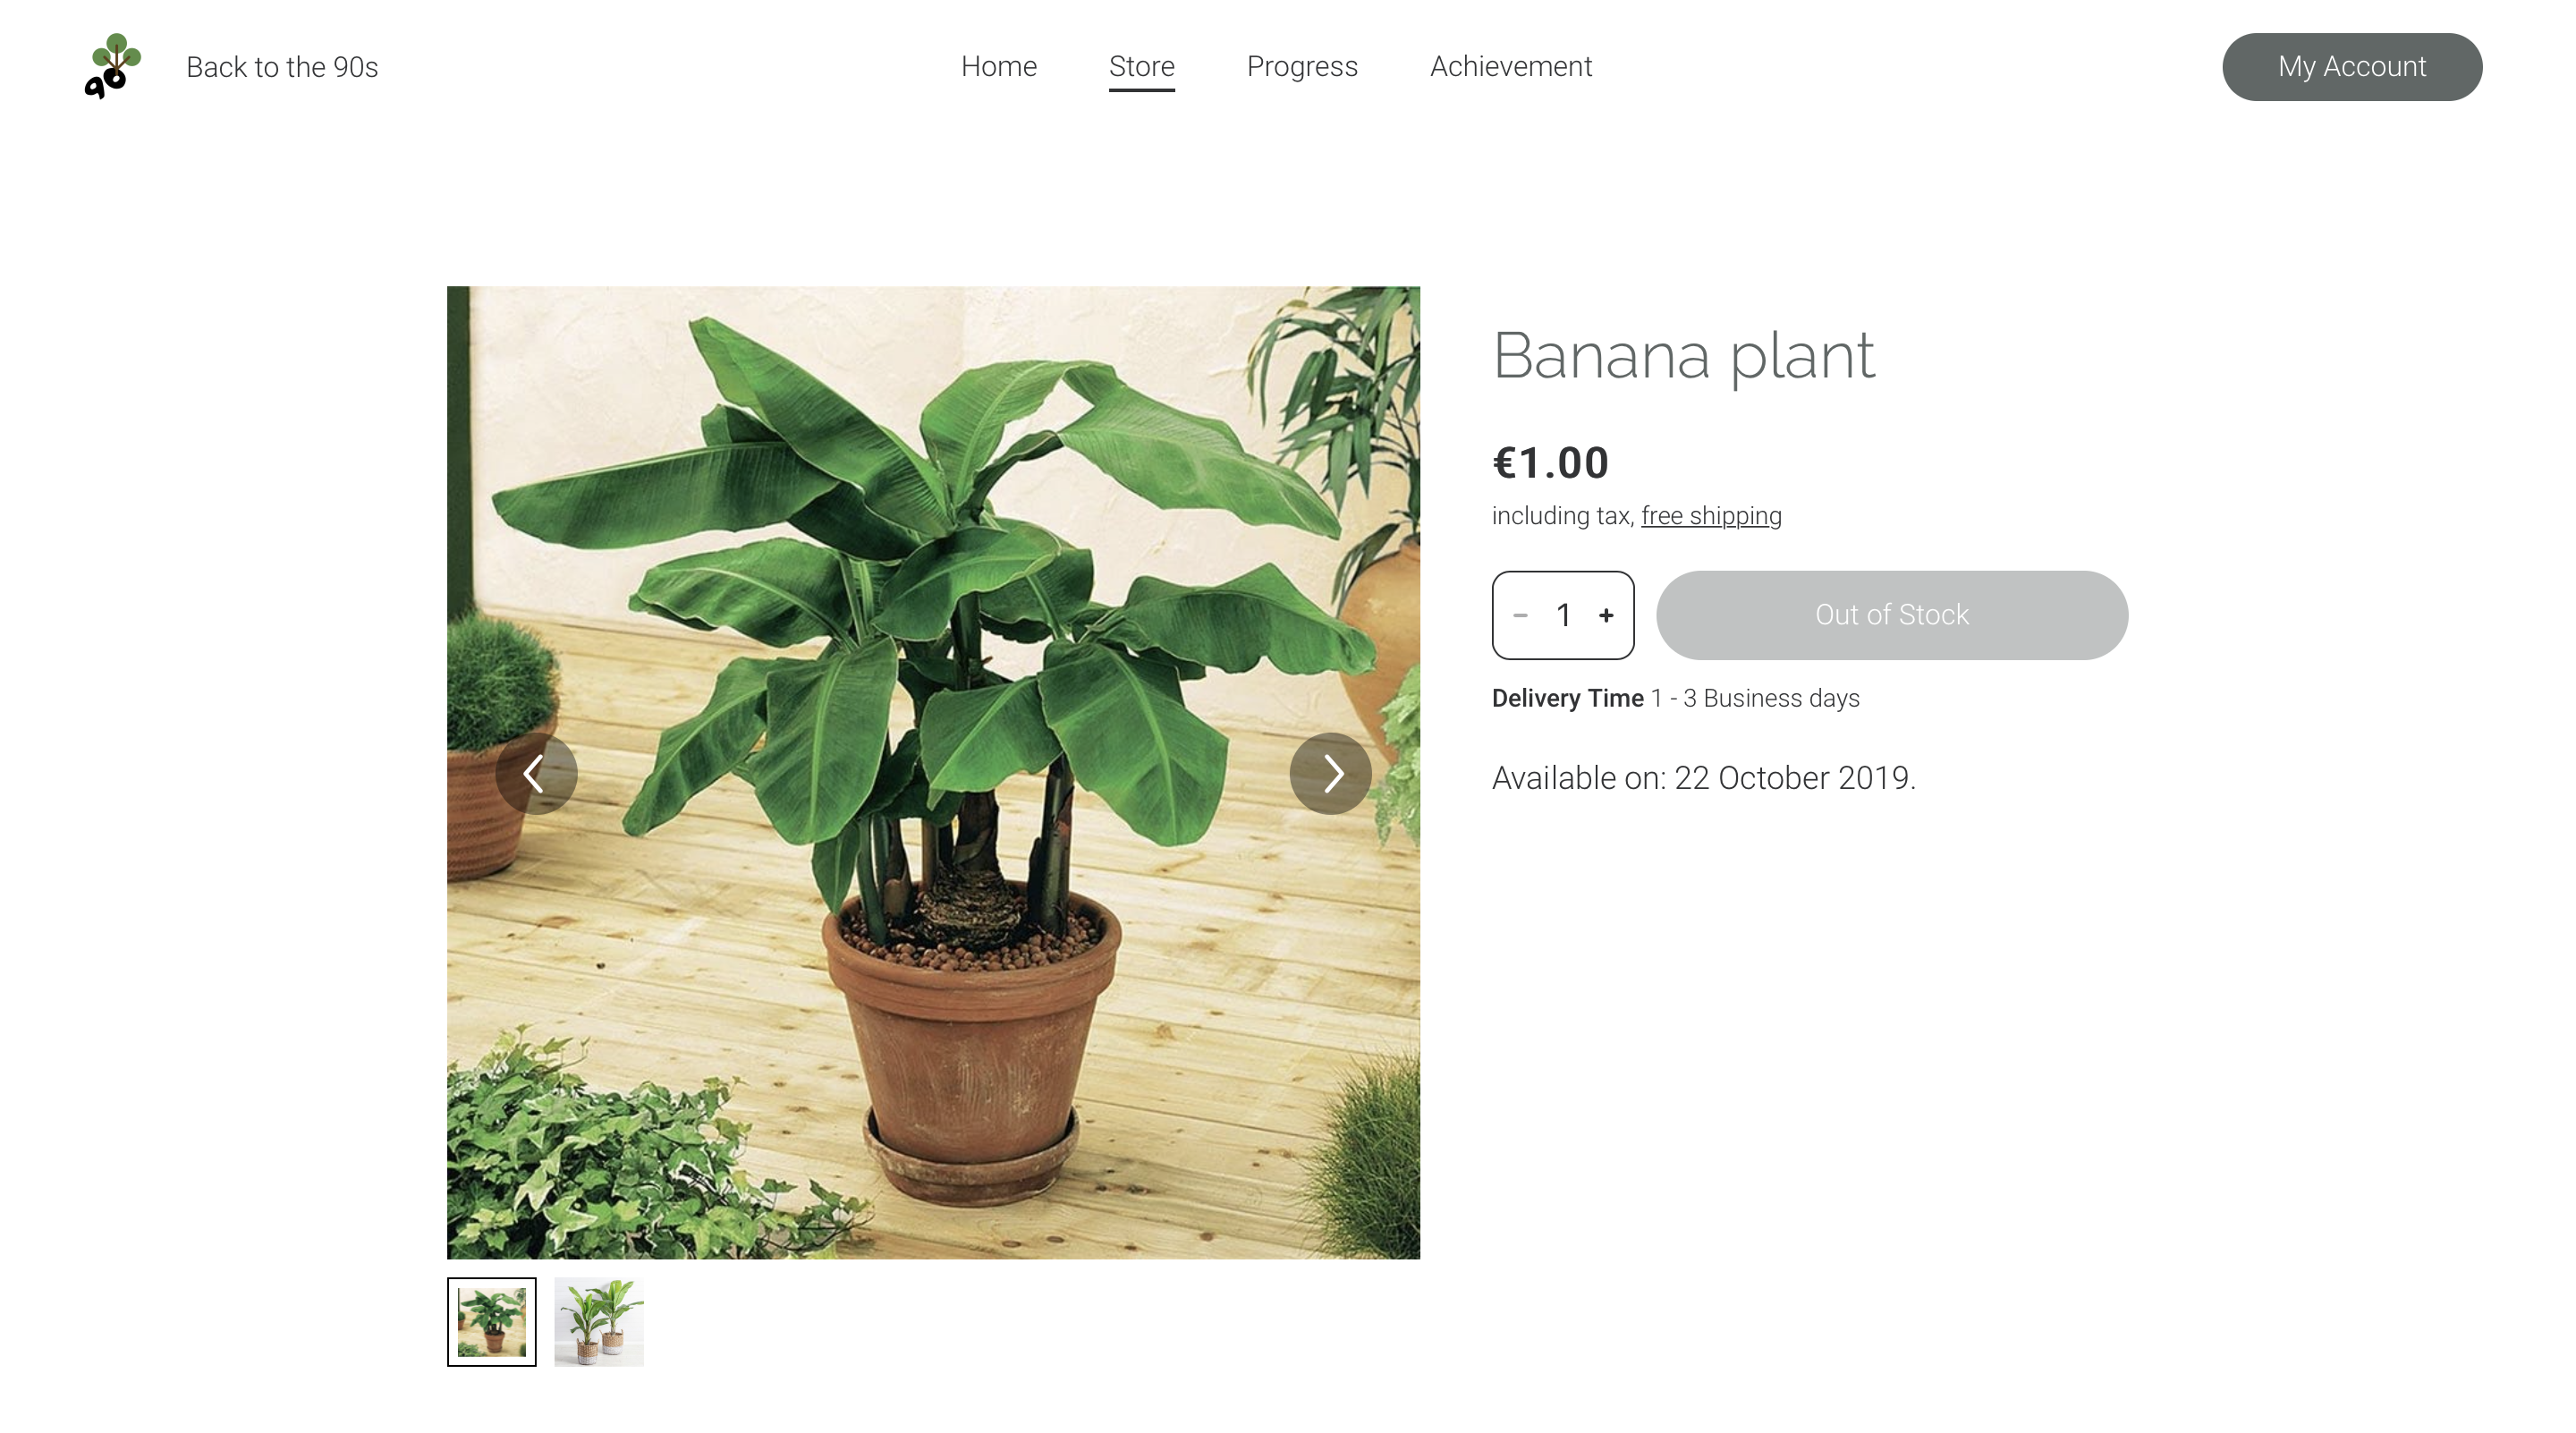 90
Back to the 90s
Home Store Progress Achievement
My Account
Banana plant
€1.00
including tax, free shipping
− 1 +
Out of Stock
Delivery Time 1 - 3 Business days
Available on: 22 October 2019.